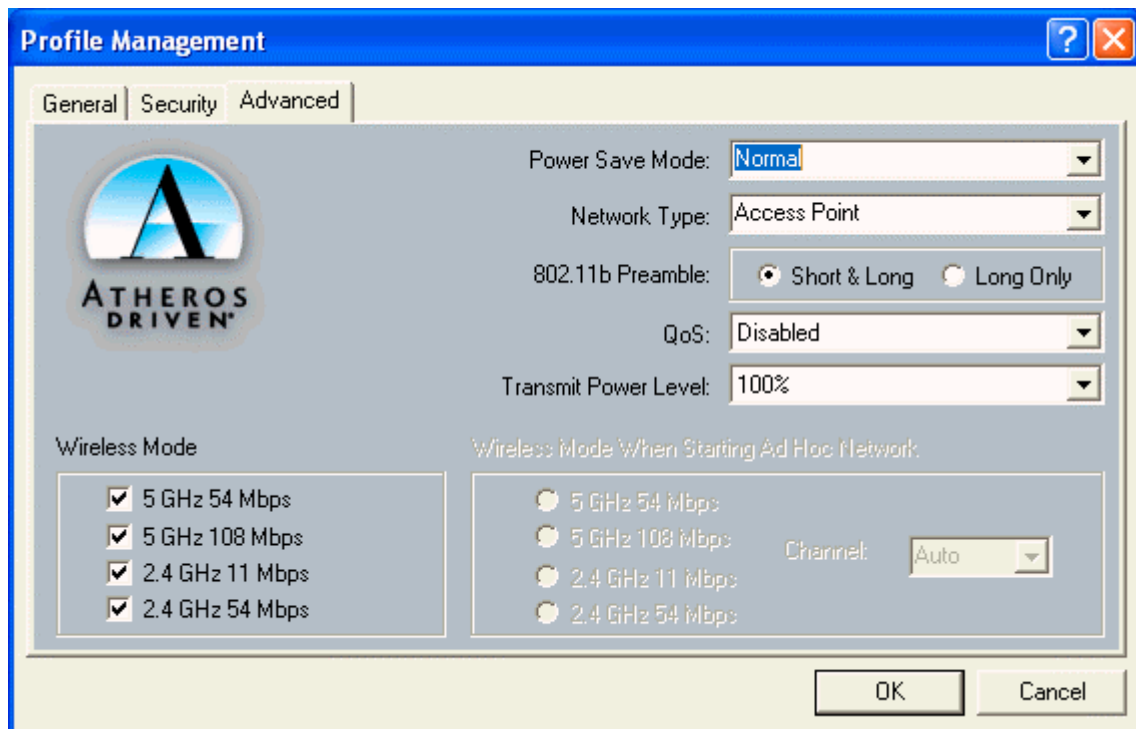 Profile Management
General Security Advanced
ATHEROS
DRIVEN®
Power Save Mode: Normal
Network Type: Access Point
802.11b Preamble: Short & Long Long Only
QoS: Disabled
Transmit Power Level: 100%
Wireless Mode
5 GHz 54 Mbps
5 GHz 108 Mbps
2.4 GHz 11 Mbps
2.4 GHz 54 Mbps
Wireless Mode When Starting Ad Hoc Network
5 GHz 54 Mbps
5 GHz 108 Mbps
2.4 GHz 11 Mbps
2.4 GHz 54 Mbps
Channel: Auto
OK Cancel